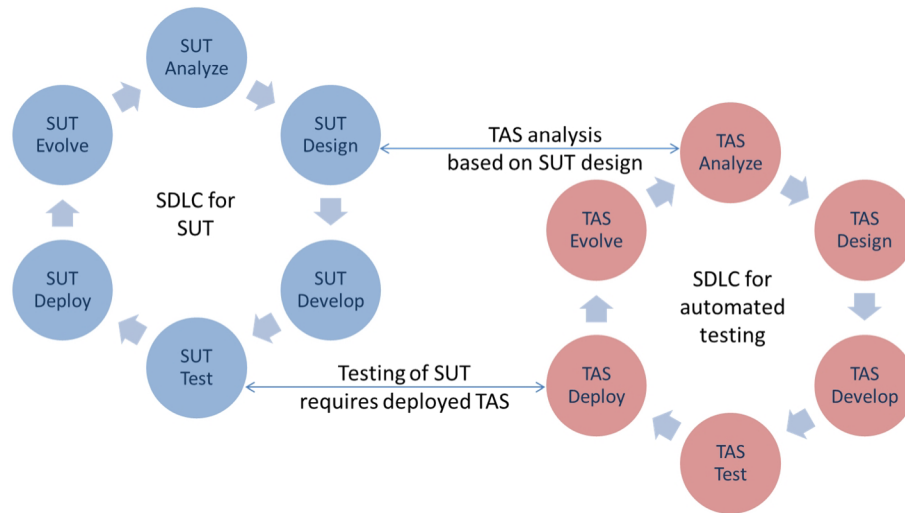 SUT
Analyze
SUT
Design
SUT
Develop
SUT
Test
SUT
Deploy
SUT
Evolve
SDLC for
SUT
TAS analysis
based on SUT design
Testing of SUT
requires deployed TAS
TAS
Analyze
TAS
Design
TAS
Develop
TAS
Test
TAS
Deploy
TAS
Evolve
SDLC for
automated
testing